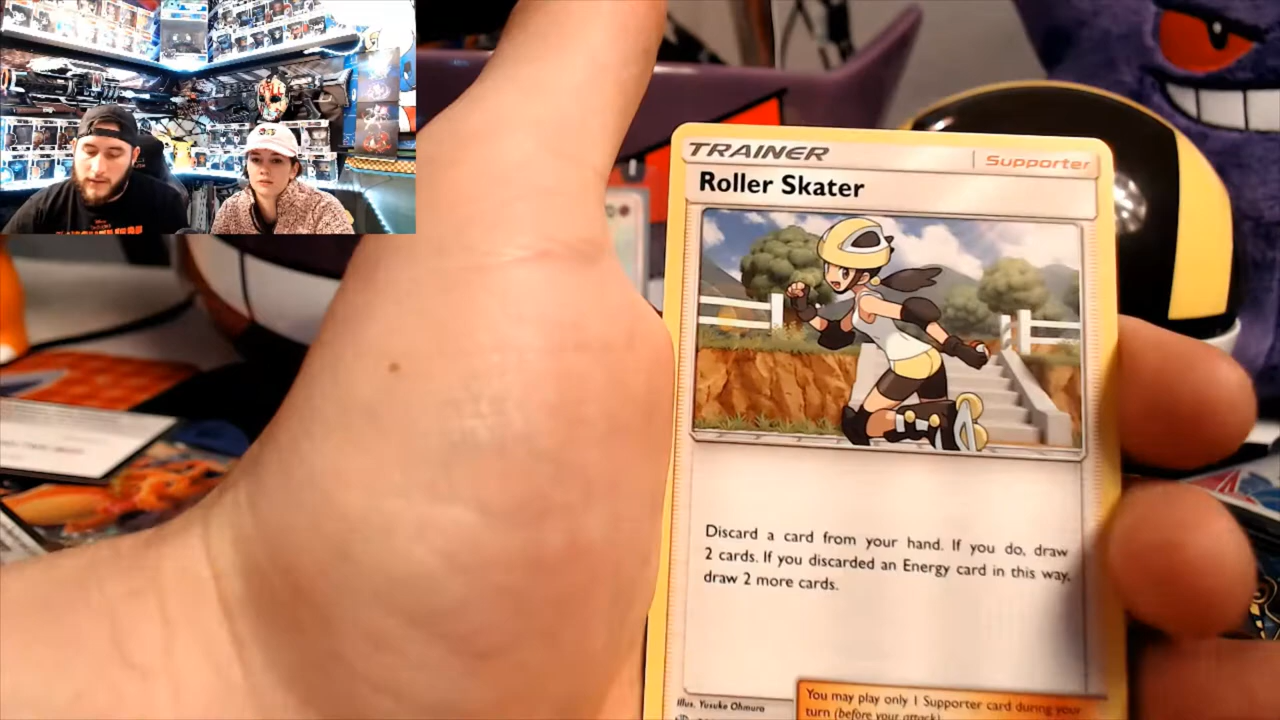 TRAINER
Supporter
Roller Skater
Discard a card from your hand. If you do, draw
2 cards. If you discarded an Energy card in this way,
draw 2 more cards.
Illus. Yusuke Ohmura
You may play only 1 Supporter card during your
turn (before your attack).